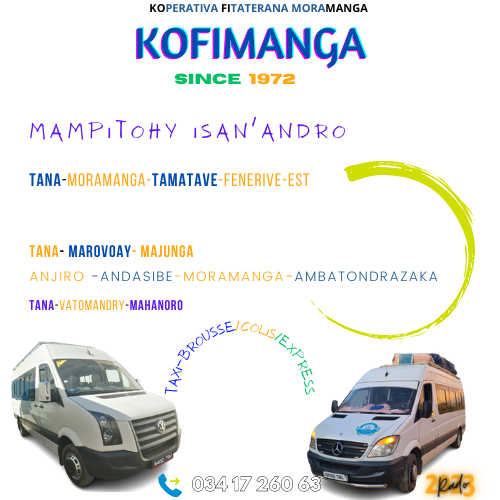 KOPERATIVA FITATERANA MORAMANGA
KOFIMANGA
SINCE 1972
MAMPITOHY ISAN'ANDRO
TANA-MORAMANGA-TAMATAVE-FENERIVE-EST
TANA- MAROVOAY- MAJUNGA
ANJIRO -ANDASIBE-MORAMANGA-AMBATONDRAZAKA
TANA-VATOMANDRY-MAHANORO
TAXI-BROUSSE/COLIS/EXPRESS
034 17 260 63
Rado